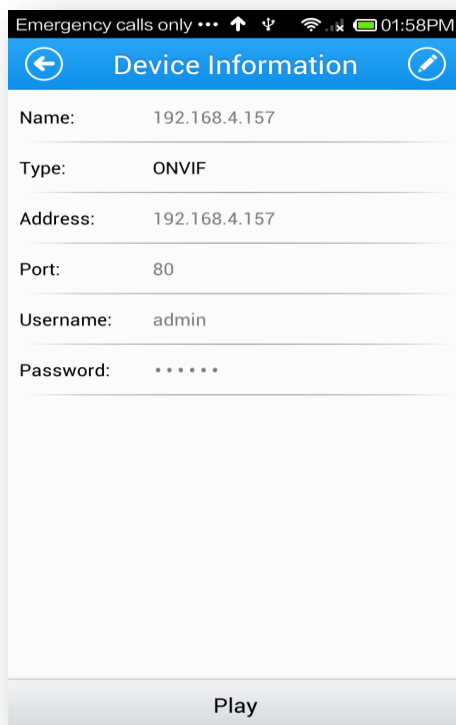 Emergency calls only ••• 01:58PM
Device Information
Name: 192.168.4.157
Type: ONVIF
Address: 192.168.4.157
Port: 80
Username: admin
Password: ••••••
Play